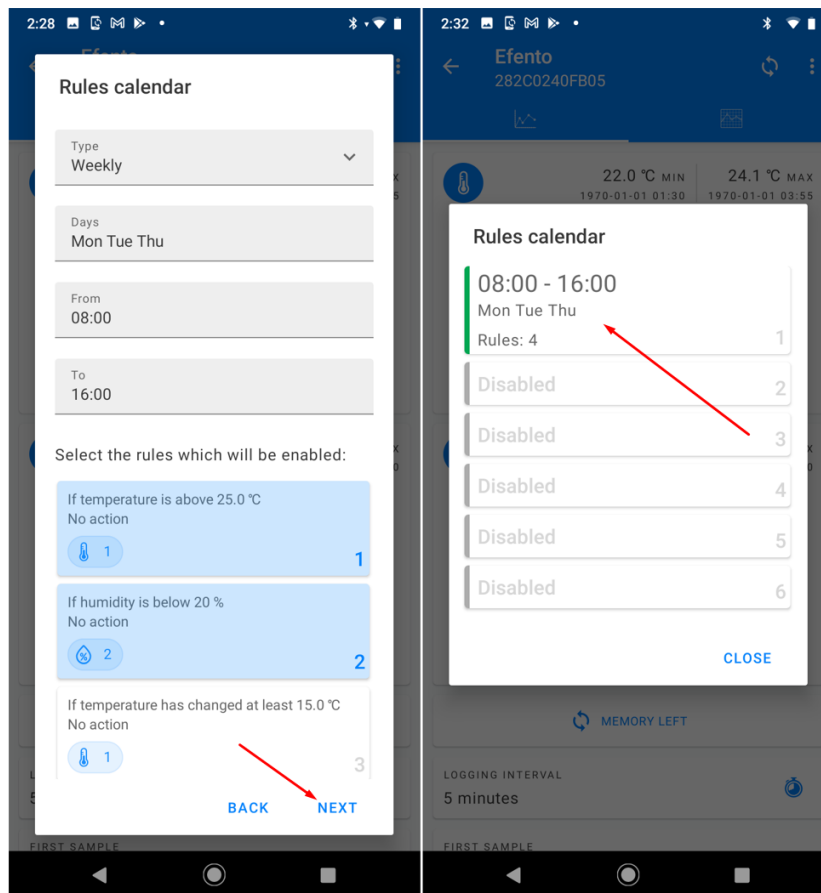 2:28
Efento
Rules calendar
Type
Weekly
Days
Mon Tue Thu
From
08:00
To
16:00
Select the rules which will be enabled:
If temperature is above 25.0 ℃
No action
1
1
If humidity is below 20 %
No action
2
2
If temperature has changed at least 15.0 ℃
No action
1
3
BACK NEXT
FIRST SAMPLE
2:32
Efento
282C0240FB05
22.0 ℃ MIN 24.1 ℃ MAX
1970-01-01 01:30 1970-01-01 03:55
Rules calendar
08:00 - 16:00
Mon Tue Thu
Rules: 4
1
Disabled 2
Disabled 3
Disabled 4
Disabled 5
Disabled 6
CLOSE
MEMORY LEFT
LOGGING INTERVAL
5 minutes
FIRST SAMPLE